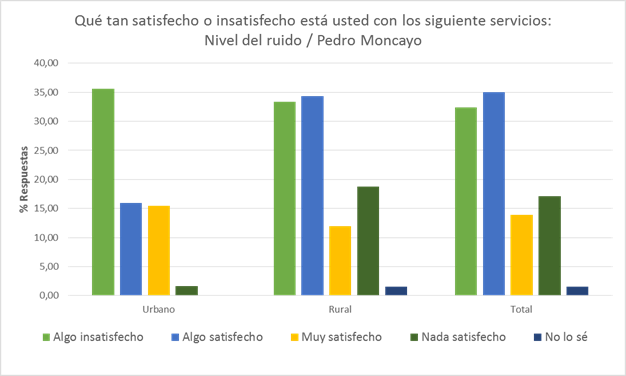 Qué tan satisfecho o insatisfecho está usted con los siguiente servicios:
Nivel del ruido / Pedro Moncayo
40,00
35,00
30,00
25,00
20,00
15,00
10,00
5,00
0,00
% Respuestas
Urbano Rural Total
Algo insatisfecho Algo satisfecho Muy satisfecho Nada satisfecho No lo sé